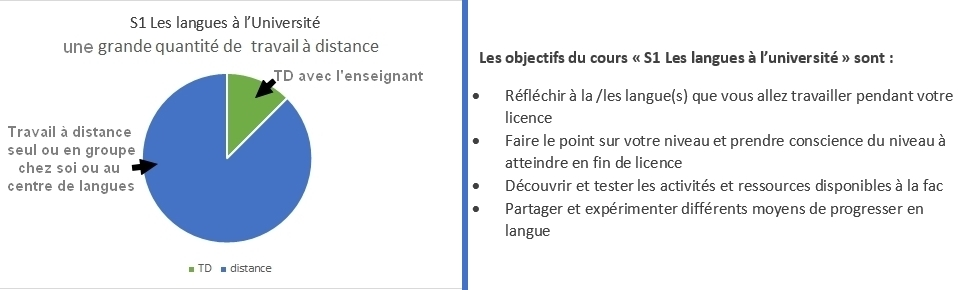 S1 Les langues à l’Université
une grande quantité de travail à distance
TD avec l'enseignant
Travail à distance
seul ou en groupe
chez soi ou au
centre de langues
TD distance
Les objectifs du cours « S1 Les langues à l’université » sont :
• Réfléchir à la /les langue(s) que vous allez travailler pendant votre
licence
• Faire le point sur votre niveau et prendre conscience du niveau à
atteindre en fin de licence
• Découvrir et tester les activités et ressources disponibles à la fac
• Partager et expérimenter différents moyens de progresser en
langue